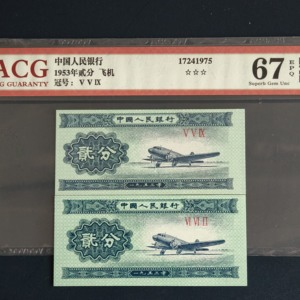 ACG
NG GUARANTY
中国人民银行
1953年贰分 飞机
冠号：V V IX
17241975
☆☆☆
67
EPQ
Superb Gem Unc
中国人民银行
V V IX
贰分
中国人民银行
VI VI II
贰分